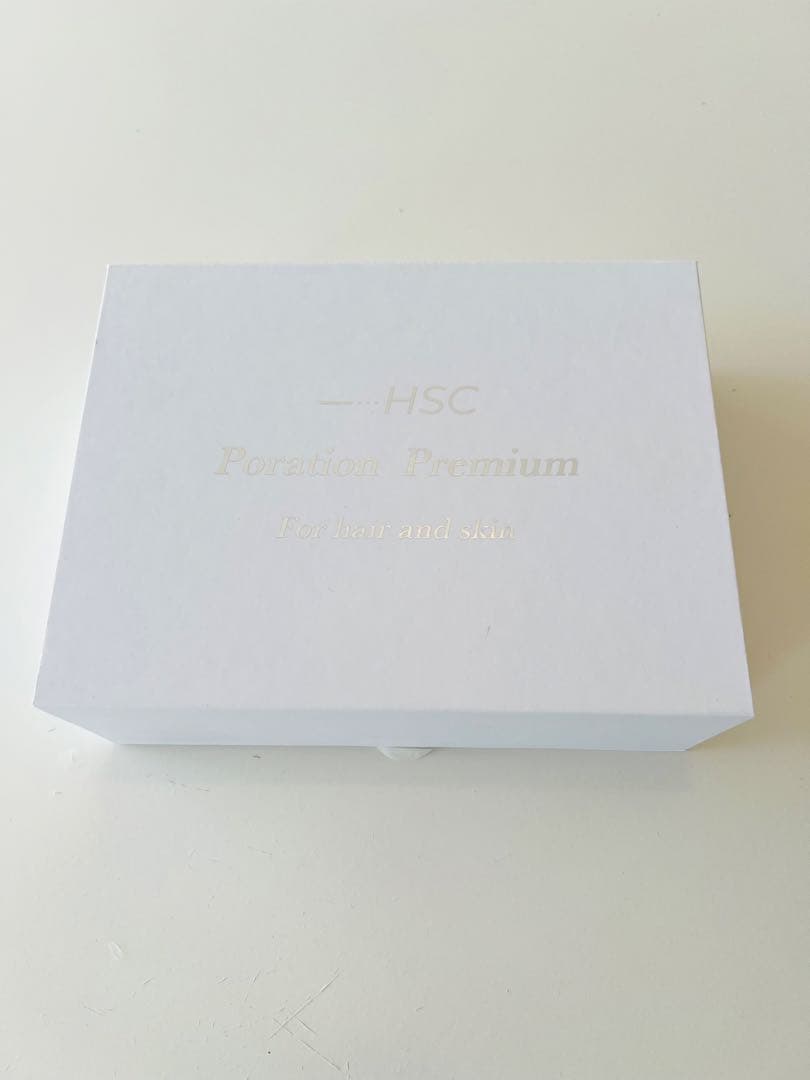 —···HSC
Poration Premium
For hair and skin